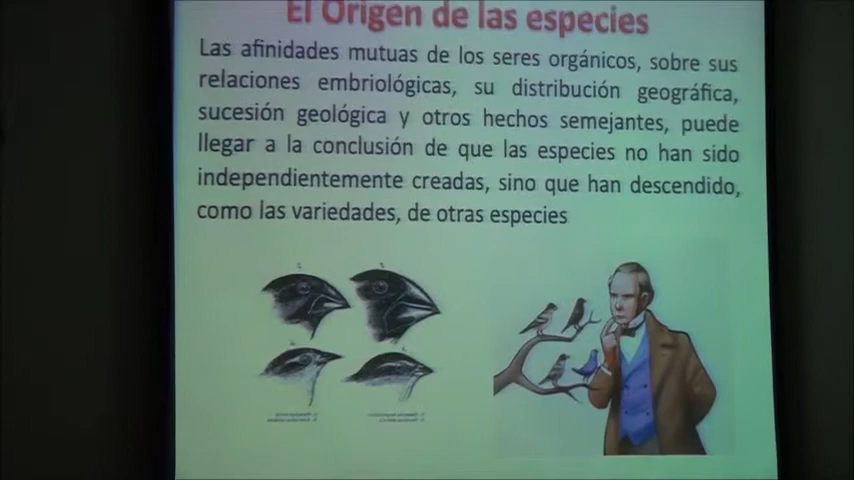 El Origen de las especies
Las afinidades mutuas de los seres orgánicos, sobre sus
relaciones embriológicas, su distribución geográfica,
sucesión geológica y otros hechos semejantes, puede
llegar a la conclusión de que las especies no han sido
independientemente creadas, sino que han descendido,
como las variedades, de otras especies